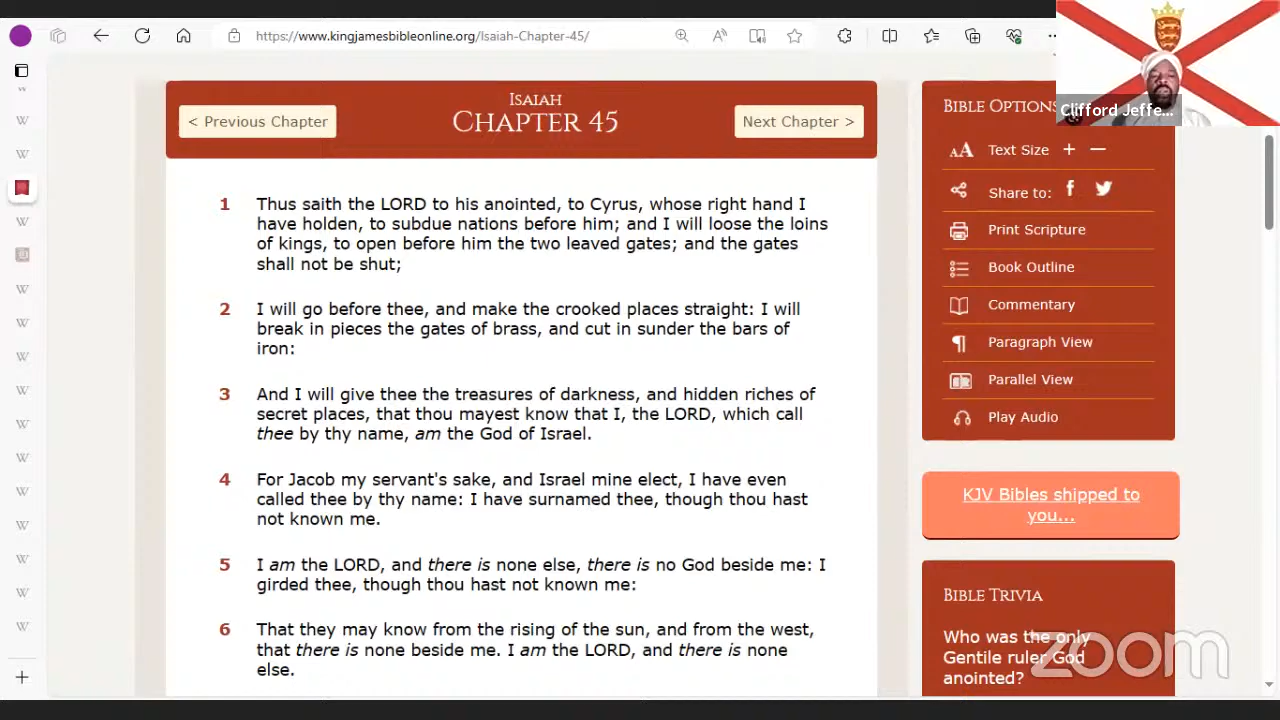 https://www.kingjamesbibleonline.org/Isaiah-Chapter-45/
Clifford Jeffe...
< Previous Chapter
Isaiah
Chapter 45
Next Chapter >
1 Thus saith the LORD to his anointed, to Cyrus, whose right hand I
have holden, to subdue nations before him; and I will loose the loins
of kings, to open before him the two leaved gates; and the gates
shall not be shut;
2 I will go before thee, and make the crooked places straight: I will
break in pieces the gates of brass, and cut in sunder the bars of
iron:
3 And I will give thee the treasures of darkness, and hidden riches of
secret places, that thou mayest know that I, the LORD, which call
thee by thy name, am the God of Israel.
4 For Jacob my servant's sake, and Israel mine elect, I have even
called thee by thy name: I have surnamed thee, though thou hast
not known me.
5 I am the LORD, and there is none else, there is no God beside me: I
girded thee, though thou hast not known me:
6 That they may know from the rising of the sun, and from the west,
that there is none beside me. I am the LORD, and there is none
else.
Bible Options
AA Text Size + −
Share to:
Print Scripture
Book Outline
Commentary
Paragraph View
Parallel View
Play Audio
KJV Bibles shipped to
you...
Bible Trivia
Who was the only
Gentile ruler God
anointed?
zoom